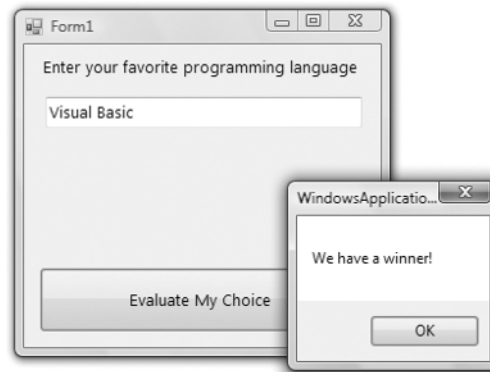 Form1
Enter your favorite programming language
Visual Basic
Evaluate My Choice
WindowsApplicatio...
We have a winner!
OK